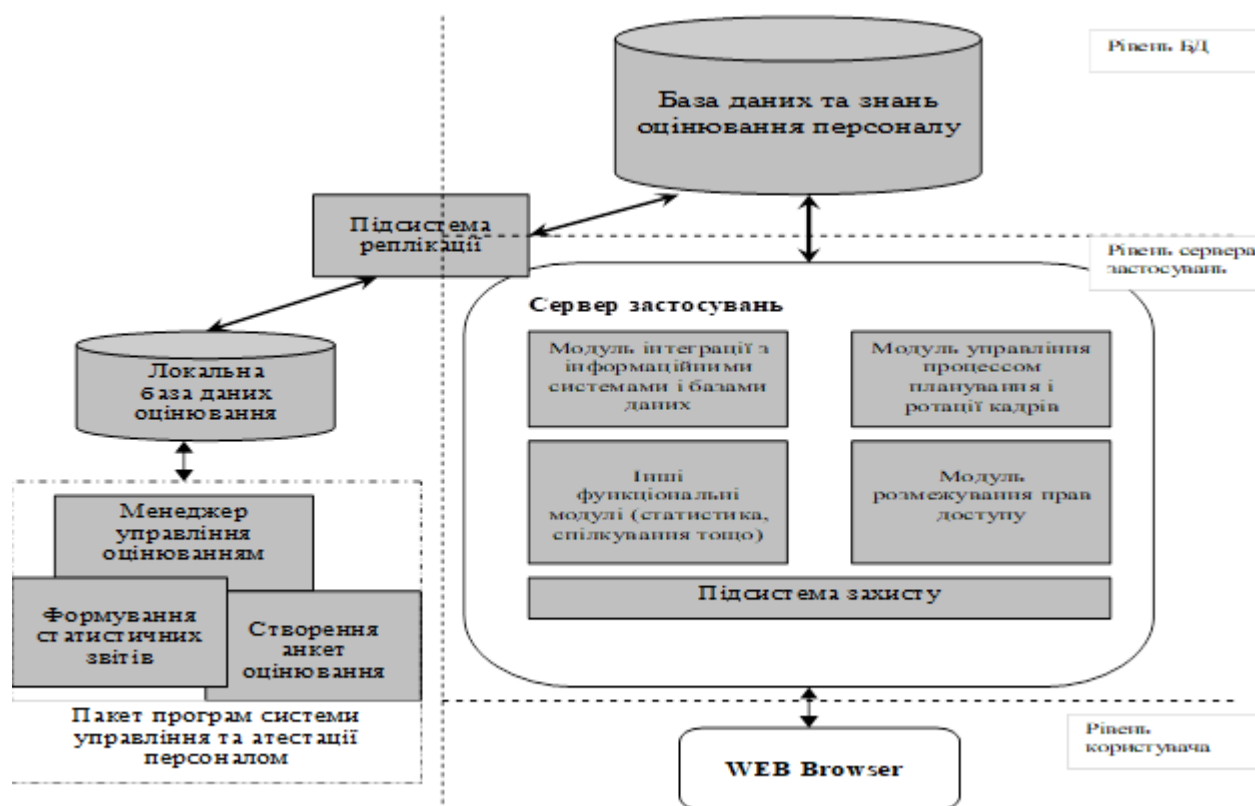 Рівень БД
База даних та знань
оцінювання персоналу
Підсистема
реплікації
Рівень сервера
застосувань
Сервер застосувань
Модуль інтеграції з
інформаційними
системами і базами
даних
Модуль управління
процессом
планування і
ротації кадрів
Локальна
база даних
оцінювання
Інші
функціональні
модулі (статистика,
спілкування тощо)
Модуль
розмежування прав
доступу
Менеджер
управління
оцінюванням
Підсистема захисту
Формування
статистичних
звітів
Створення
анкет
оцінювання
Пакет програм системи
управління та атестації
персоналом
Рівень
користувача
WEB Browser